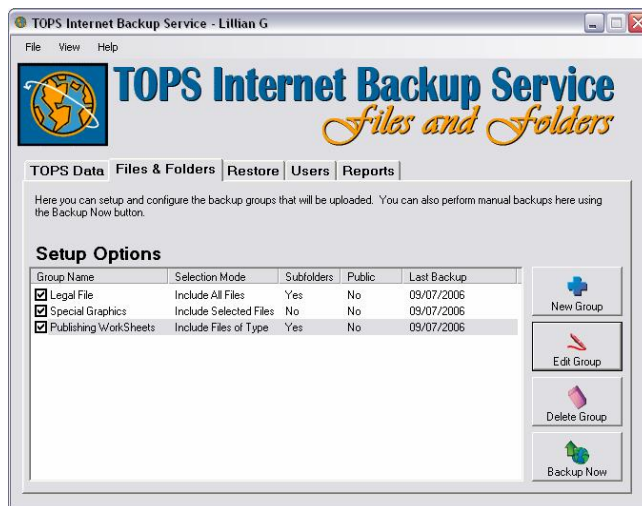 TOPS Internet Backup Service - Lillian G
File View Help
TOPS Internet Backup Service
Files and Folders
TOPS Data Files & Folders Restore Users Reports
Here you can setup and configure the backup groups that will be uploaded. You can also perform manual backups here using
the Backup Now button.
Setup Options
Group Name Selection Mode Subfolders Public Last Backup
Legal File Include All Files Yes No 09/07/2006
Special Graphics Include Selected Files No No 09/07/2006
Publishing WorkSheets Include Files of Type Yes No 09/07/2006
New Group
Edit Group
Delete Group
Backup Now